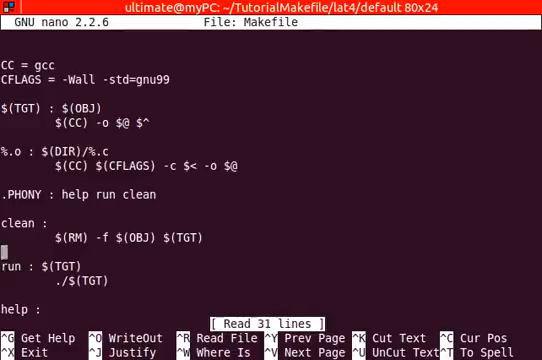 ultimate@myPC: ~/TutorialMakefile/lat4/default 80x24
GNU nano 2.2.6 File: Makefile
CC = gcc
CFLAGS = -Wall -std=gnu99
$(TGT) : $(OBJ)
$(CC) -o $@ $^
%.o : $(DIR)/%.c
$(CC) $(CFLAGS) -c $< -o $@
.PHONY : help run clean
clean :
$(RM) -f $(OBJ) $(TGT)
run : $(TGT)
./$(TGT)
help :
[ Read 31 lines ]
^G Get Help ^O WriteOut ^R Read File ^Y Prev Page ^K Cut Text ^C Cur Pos
^X Exit ^J Justify ^W Where Is ^V Next Page ^U UnCut Text ^T To Spell